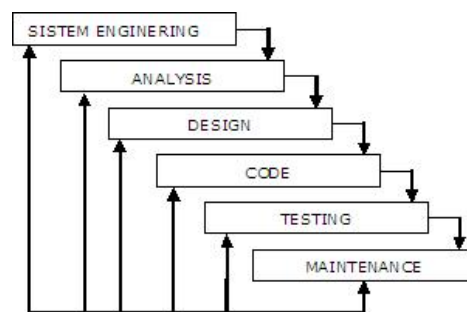 SISTEM ENGINERING
ANALYSIS
DESIGN
CODE
TESTING
MAINTENANCE